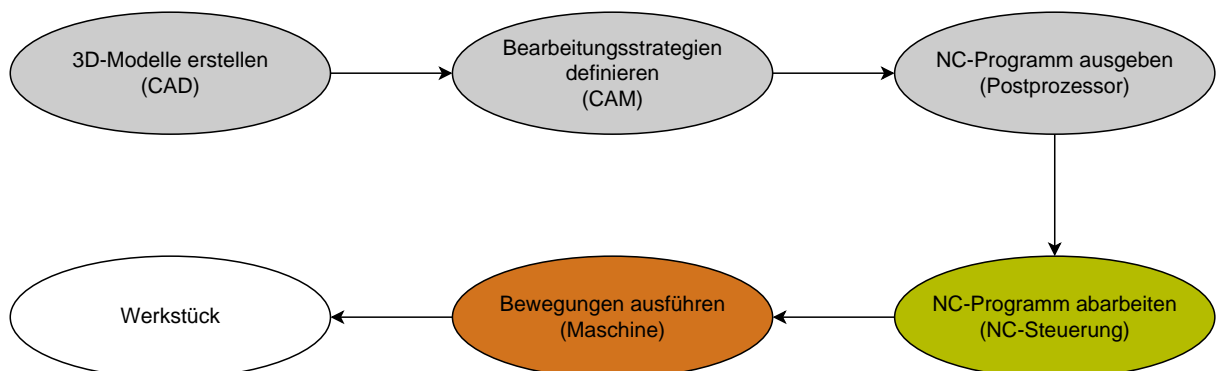 3D-Modelle erstellen
(CAD)
Bearbeitungsstrategien
definieren
(CAM)
NC-Programm ausgeben
(Postprozessor)
NC-Programm abarbeiten
(NC-Steuerung)
Bewegungen ausführen
(Maschine)
Werkstück